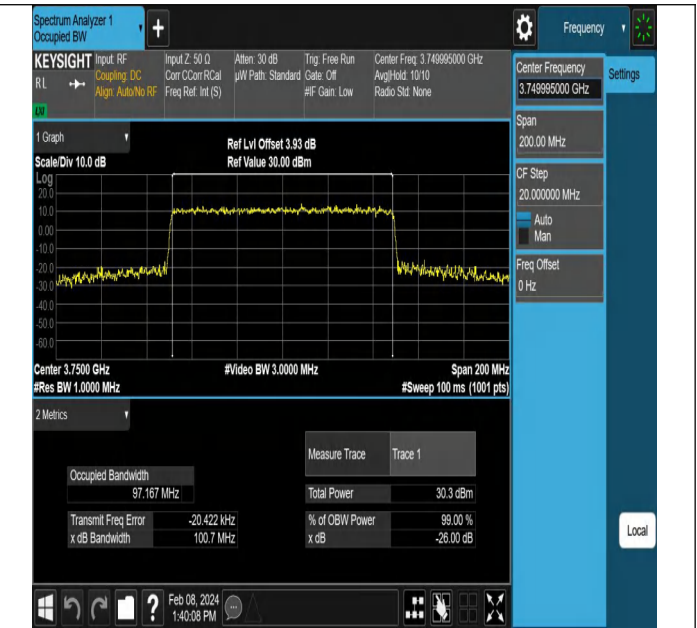 Spectrum Analyzer 1
Occupied BW
Frequency
KEYSIGHT
RL
Input: RF
Coupling: DC
Align: Auto/No RF
Input Z: 50 Ω
Corr CCorr RCal
Freq Ref: Int (S)
Atten: 30 dB
µW Path: Standard
Trig: Free Run
Gate: Off
#IF Gain: Low
Center Freq: 3.749995000 GHz
Avg|Hold: 10/10
Radio Std: None
1 Graph
Scale/Div 10.0 dB
Ref Lvl Offset 3.93 dB
Ref Value 30.00 dBm
Log
20.0
10.0
0.00
-10.0
-20.0
-30.0
-40.0
-50.0
-60.0
Center 3.7500 GHz
#Video BW 3.0000 MHz
Span 200 MHz
#Res BW 1.0000 MHz
#Sweep 100 ms (1001 pts)
2 Metrics
Measure Trace Trace 1
Occupied Bandwidth
97.167 MHz
Total Power 30.3 dBm
Transmit Freq Error -20.422 kHz
% of OBW Power 99.00 %
x dB Bandwidth 100.7 MHz
x dB -26.00 dB
Center Frequency
3.749995000 GHz
Settings
Span
200.00 MHz
CF Step
20.000000 MHz
Auto
Man
Freq Offset
0 Hz
Local
Feb 08, 2024
1:40:08 PM